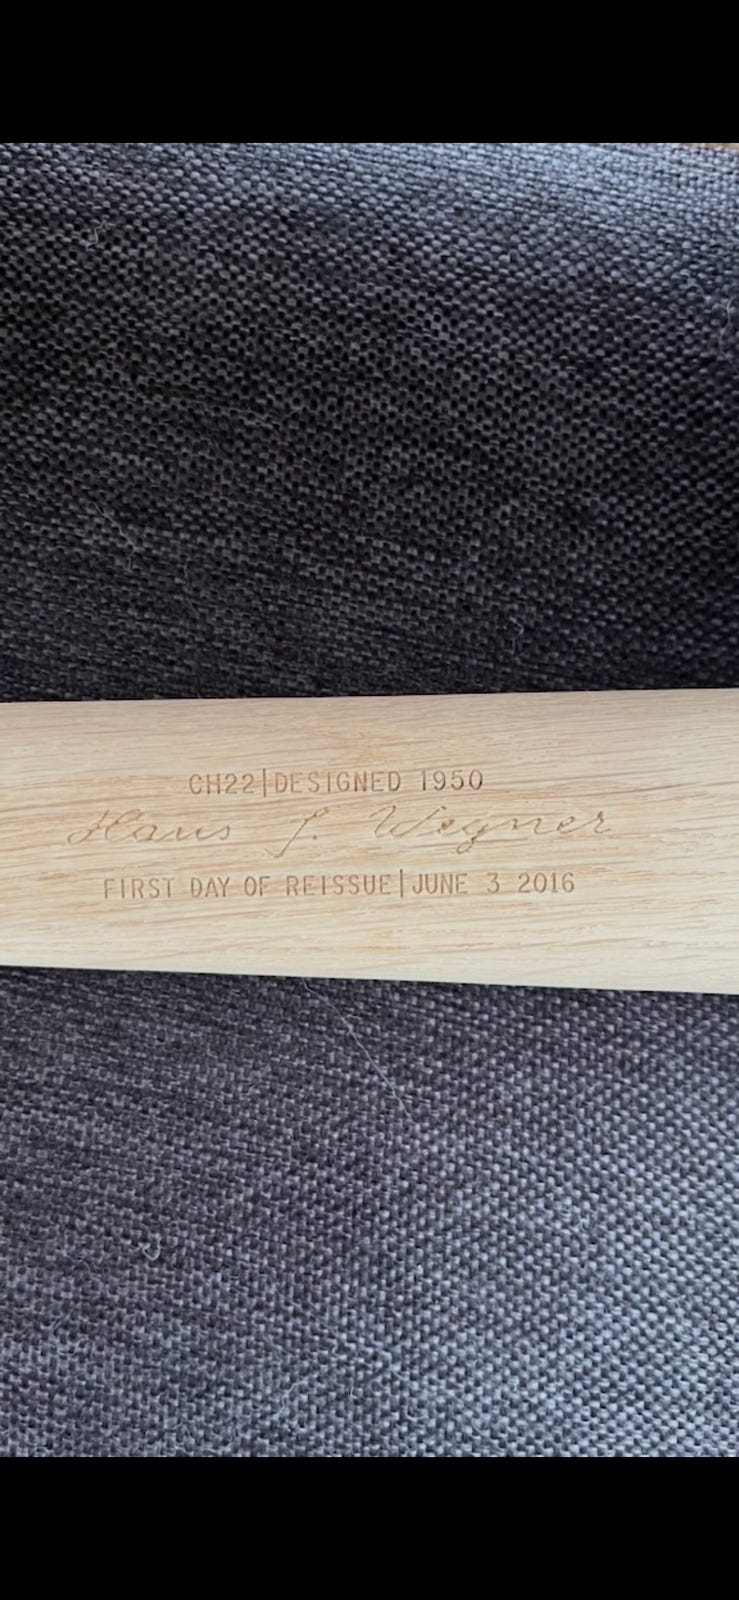 CH22|DESIGNED 1950
Hans J. Wegner
FIRST DAY OF REISSUE|JUNE 3 2016